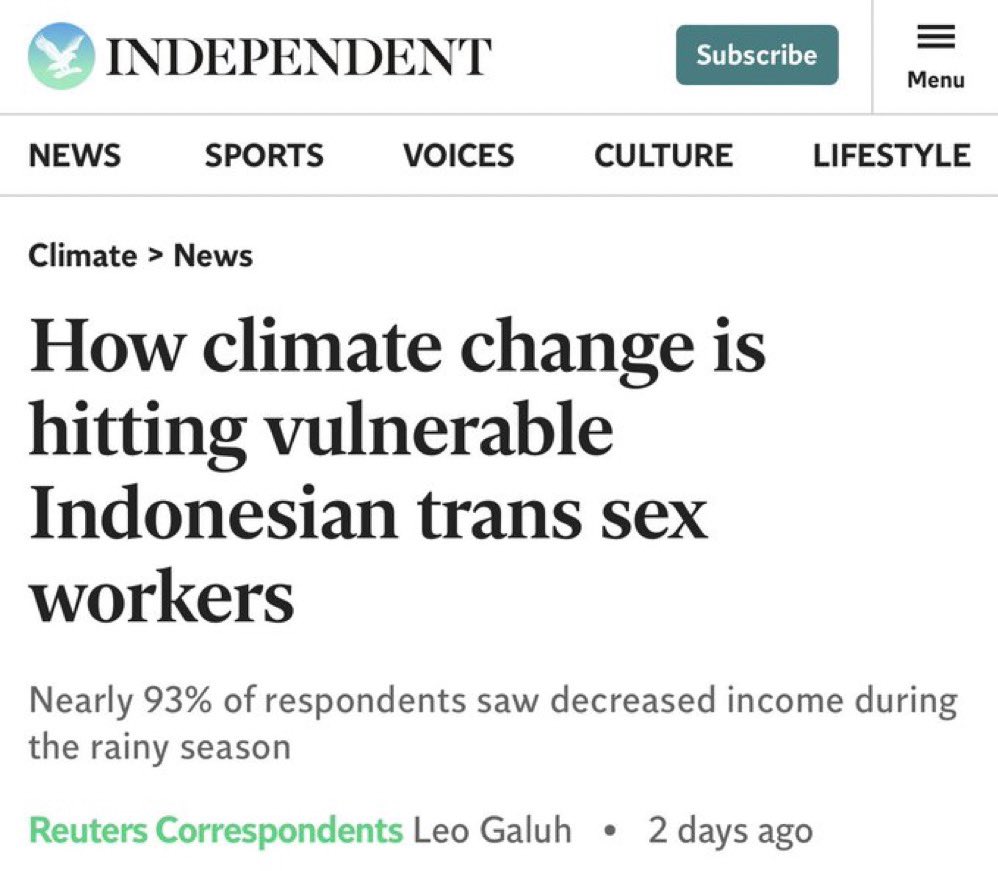 INDEPENDENT
Subscribe
Menu
NEWS SPORTS VOICES CULTURE LIFESTYLE
Climate > News
How climate change is
hitting vulnerable
Indonesian trans sex
workers
Nearly 93% of respondents saw decreased income during
the rainy season
Reuters Correspondents Leo Galuh • 2 days ago